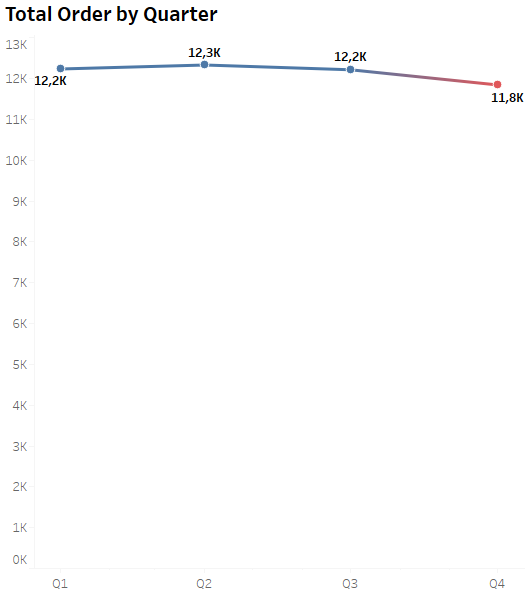 Total Order by Quarter
13K
12,3K
12,2K
12K
12,2K
11,8K
11K
10K
9K
8K
7K
6K
5K
4K
3K
2K
1K
0K
Q1 Q2 Q3 Q4